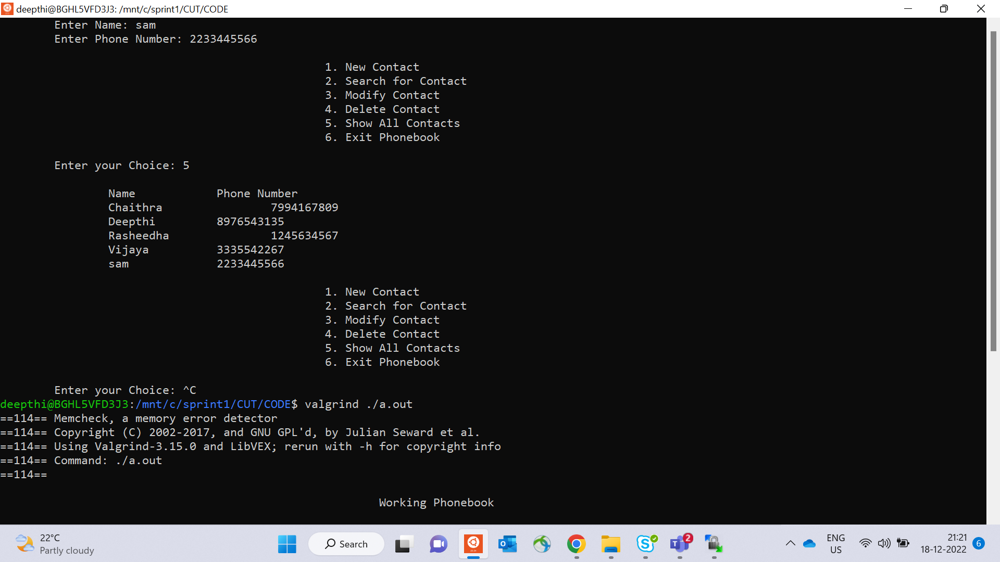 deepthi@BGHL5VFD3J3: /mnt/c/sprint1/CUT/CODE
Enter Name: sam
Enter Phone Number: 2233445566
1. New Contact
2. Search for Contact
3. Modify Contact
4. Delete Contact
5. Show All Contacts
6. Exit Phonebook
Enter your Choice: 5
Name Phone Number
Chaithra 7994167809
Deepthi 8976543135
Rasheedha 1245634567
Vijaya 3335542267
sam 2233445566
1. New Contact
2. Search for Contact
3. Modify Contact
4. Delete Contact
5. Show All Contacts
6. Exit Phonebook
Enter your Choice: ^C
deepthi@BGHL5VFD3J3:/mnt/c/sprint1/CUT/CODE$ valgrind ./a.out
==114== Memcheck, a memory error detector
==114== Copyright (C) 2002-2017, and GNU GPL'd, by Julian Seward et al.
==114== Using Valgrind-3.15.0 and LibVEX; rerun with -h for copyright info
==114== Command: ./a.out
==114==
Working Phonebook
22°C
Partly cloudy
Search
2
ENG
US
21:21
18-12-2022
6